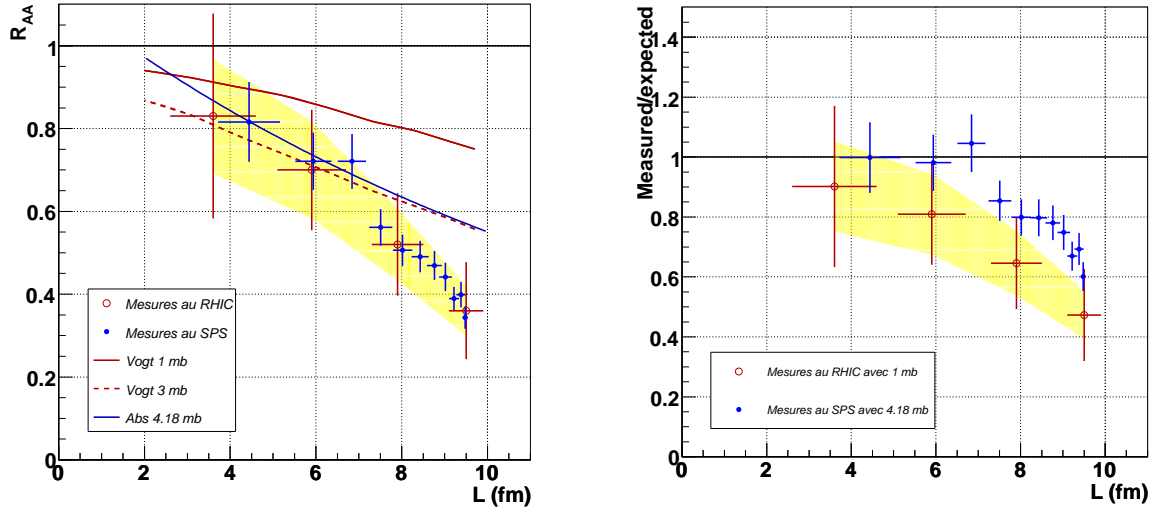 R_AA
1
0.8
0.6
0.4
0.2
0
Mesures au RHIC
Mesures au SPS
Vogt 1 mb
Vogt 3 mb
Abs 4.18 mb
0 2 4 6 8 10
L (fm)
Measured/expected
1.4
1.2
1
0.8
0.6
0.4
0.2
0
Mesures au RHIC avec 1 mb
Mesures au SPS avec 4.18 mb
0 2 4 6 8 10
L (fm)